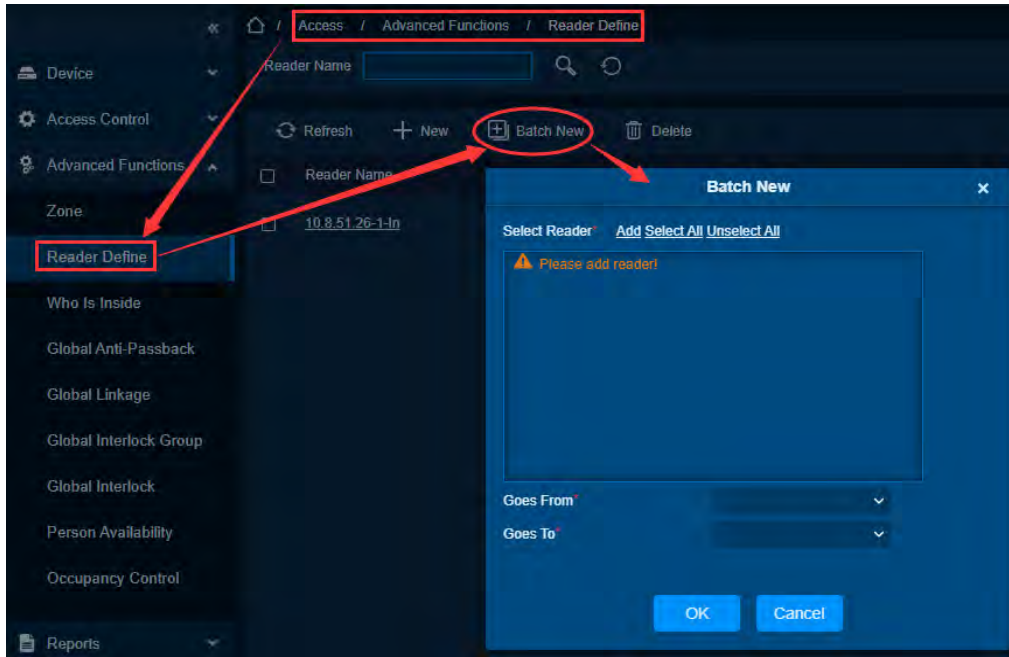 « / Access / Advanced Functions / Reader Define
Device
Reader Name
Access Control
Refresh New Batch New Delete
Advanced Functions
Reader Name
Zone
10.8.51.26-1-In
Reader Define
Who Is Inside
Global Anti-Passback
Global Linkage
Global Interlock Group
Global Interlock
Person Availability
Occupancy Control
Reports
Batch New ×
Select Reader* Add Select All Unselect All
Please add reader!
Goes From*
Goes To*
OK Cancel